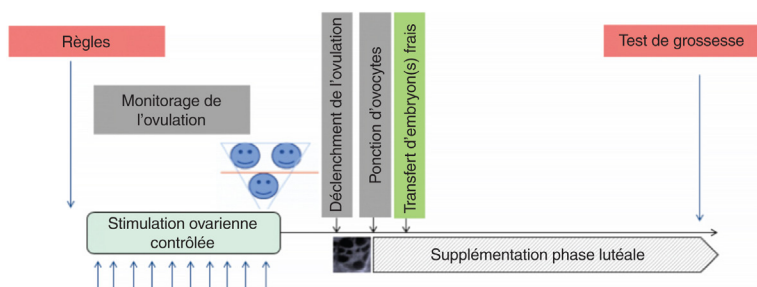 Règles
Test de grossesse
Monitorage de
l'ovulation
Déclenchment de l'ovulation
Ponction d'ovocytes
Transfert d'embryon(s) frais
Stimulation ovarienne
contrôlée
Supplémentation phase lutéale